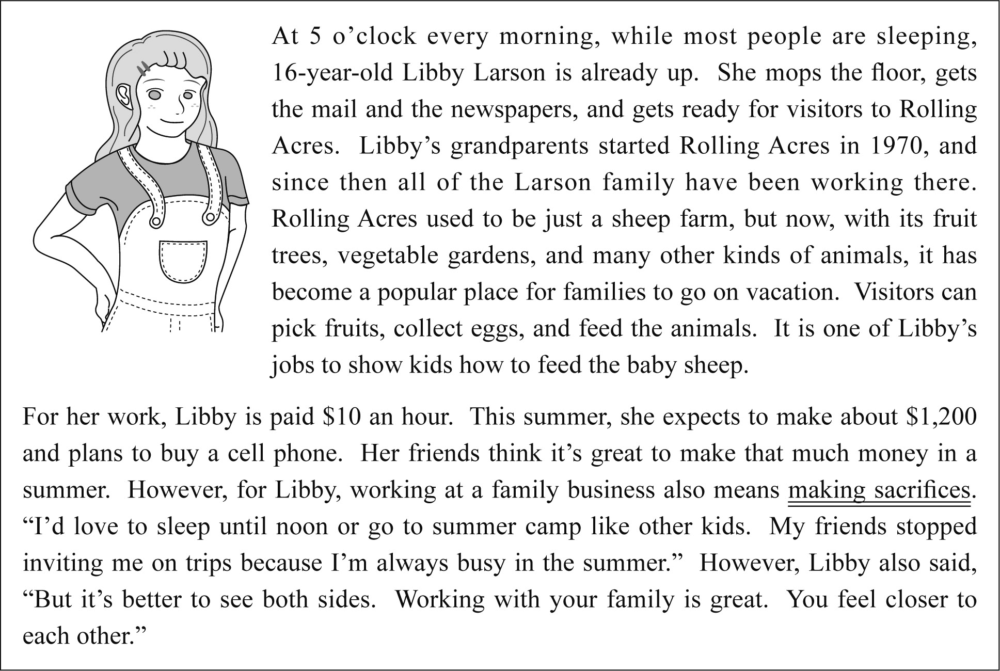 At 5 o’clock every morning, while most people are sleeping,
16-year-old Libby Larson is already up. She mops the floor, gets
the mail and the newspapers, and gets ready for visitors to Rolling
Acres. Libby’s grandparents started Rolling Acres in 1970, and
since then all of the Larson family have been working there.
Rolling Acres used to be just a sheep farm, but now, with its fruit
trees, vegetable gardens, and many other kinds of animals, it has
become a popular place for families to go on vacation. Visitors can
pick fruits, collect eggs, and feed the animals. It is one of Libby’s
jobs to show kids how to feed the baby sheep.
For her work, Libby is paid $10 an hour. This summer, she expects to make about $1,200
and plans to buy a cell phone. Her friends think it’s great to make that much money in a
summer. However, for Libby, working at a family business also means making sacrifices.
“I’d love to sleep until noon or go to summer camp like other kids. My friends stopped
inviting me on trips because I’m always busy in the summer.” However, Libby also said,
“But it’s better to see both sides. Working with your family is great. You feel closer to
each other.”